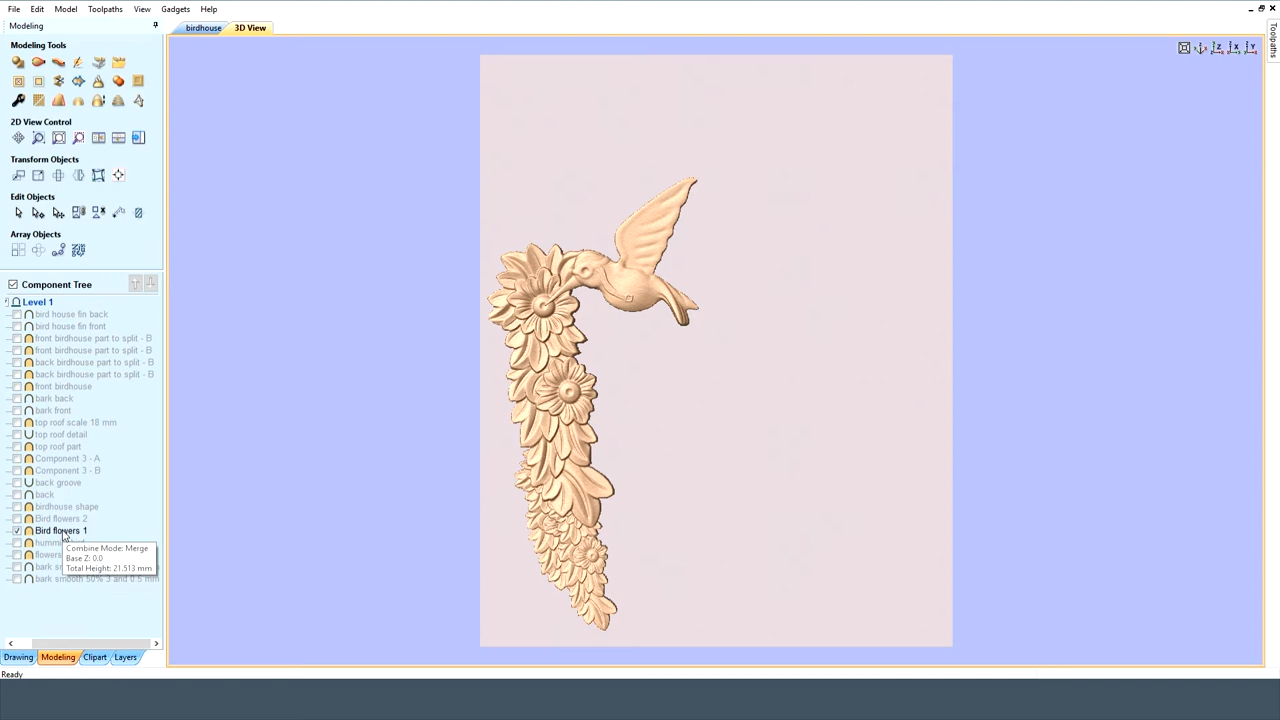 File Edit Model Toolpaths View Gadgets Help
Modeling
birdhouse 3D View
Toolpaths
Modeling Tools
2D View Control
Transform Objects
Edit Objects
Array Objects
Component Tree
Level 1
bird house fin back
bird house fin front
front birdhouse part to split - B
front birdhouse part to split - B
back birdhouse part to split - B
back birdhouse part to split - B
front birdhouse
bark back
bark front
top roof scale 18 mm
top roof detail
top roof part
Component 3 - A
Component 3 - B
back groove
back
birdhouse shape
Bird flowers 2
Bird flowers 1
Combine Mode: Merge
Base Z: 0.0
Total Height: 21.513 mm
flowers
bark smooth 50% 3 and 0.5 mm
Drawing Modeling Clipart Layers
Ready